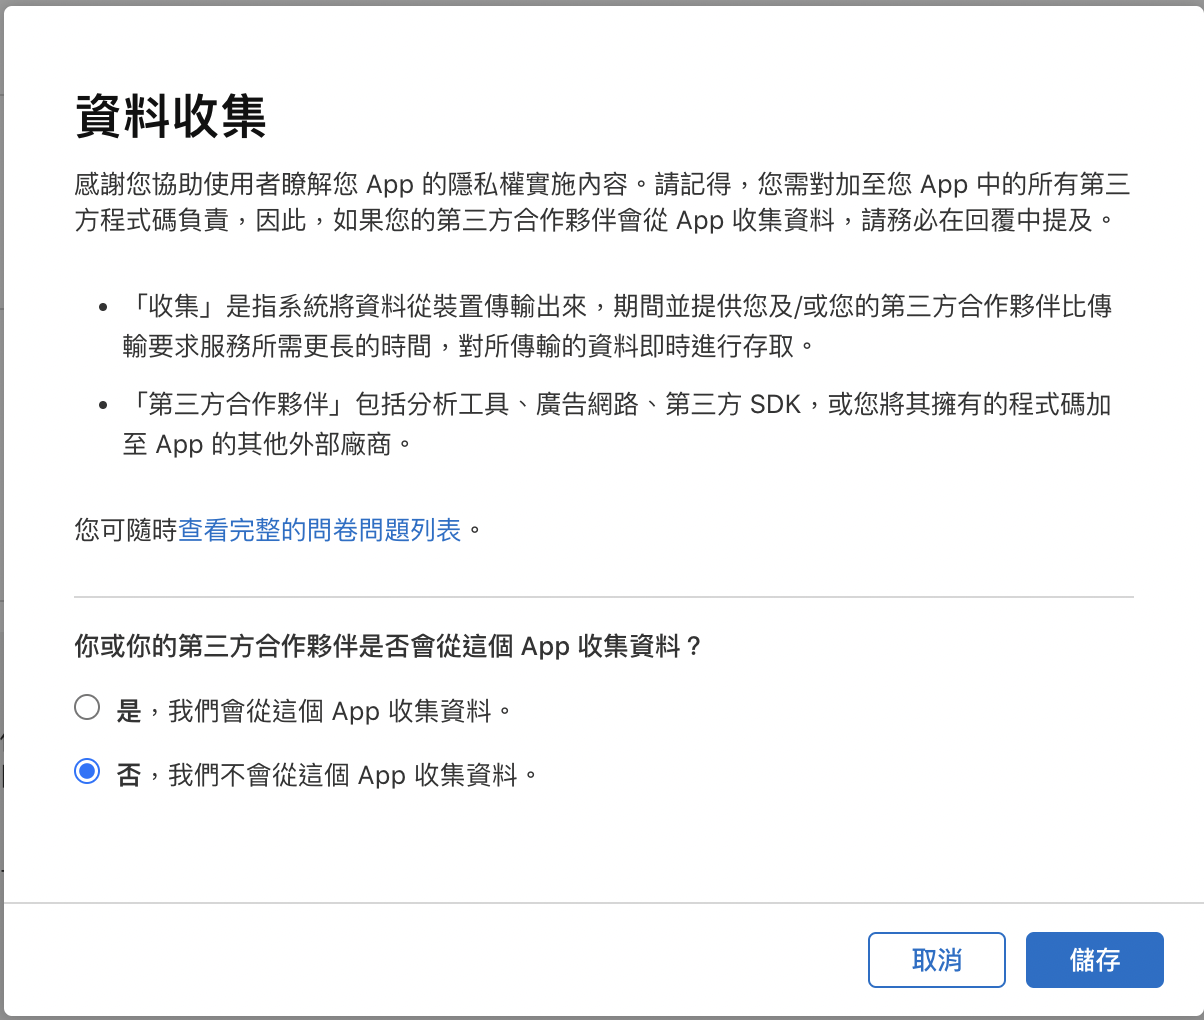 資料收集
感謝您協助使用者瞭解您 App 的隱私權實施內容。請記得，您需對加至您 App 中的所有第三
方程式碼負責，因此，如果您的第三方合作夥伴會從 App 收集資料，請務必在回覆中提及。
• 「收集」是指系統將資料從裝置傳輸出來，期間並提供您及/或您的第三方合作夥伴比傳
輸要求服務所需更長的時間，對所傳輸的資料即時進行存取。
• 「第三方合作夥伴」包括分析工具、廣告網路、第三方 SDK，或您將其擁有的程式碼加
至 App 的其他外部廠商。
您可隨時查看完整的問卷問題列表。
你或你的第三方合作夥伴是否會從這個 App 收集資料？
是，我們會從這個 App 收集資料。
否，我們不會從這個 App 收集資料。
取消
儲存